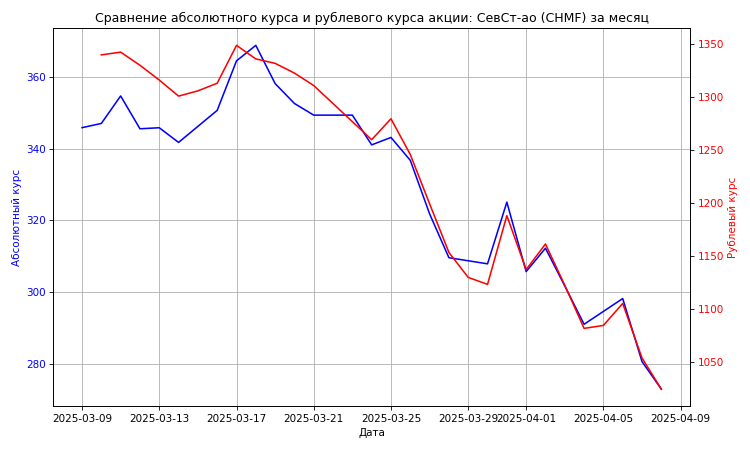 Сравнение абсолютного курса и рублевого курса акции: СевСт-ао (CHMF) за месяц
Абсолютный курс
360
340
320
300
280
1350
1300
1250
1200
1150
1100
1050
Рублевый курс
2025-03-09 2025-03-13 2025-03-17 2025-03-21 2025-03-25 2025-03-29 2025-04-01 2025-04-05 2025-04-09
Дата